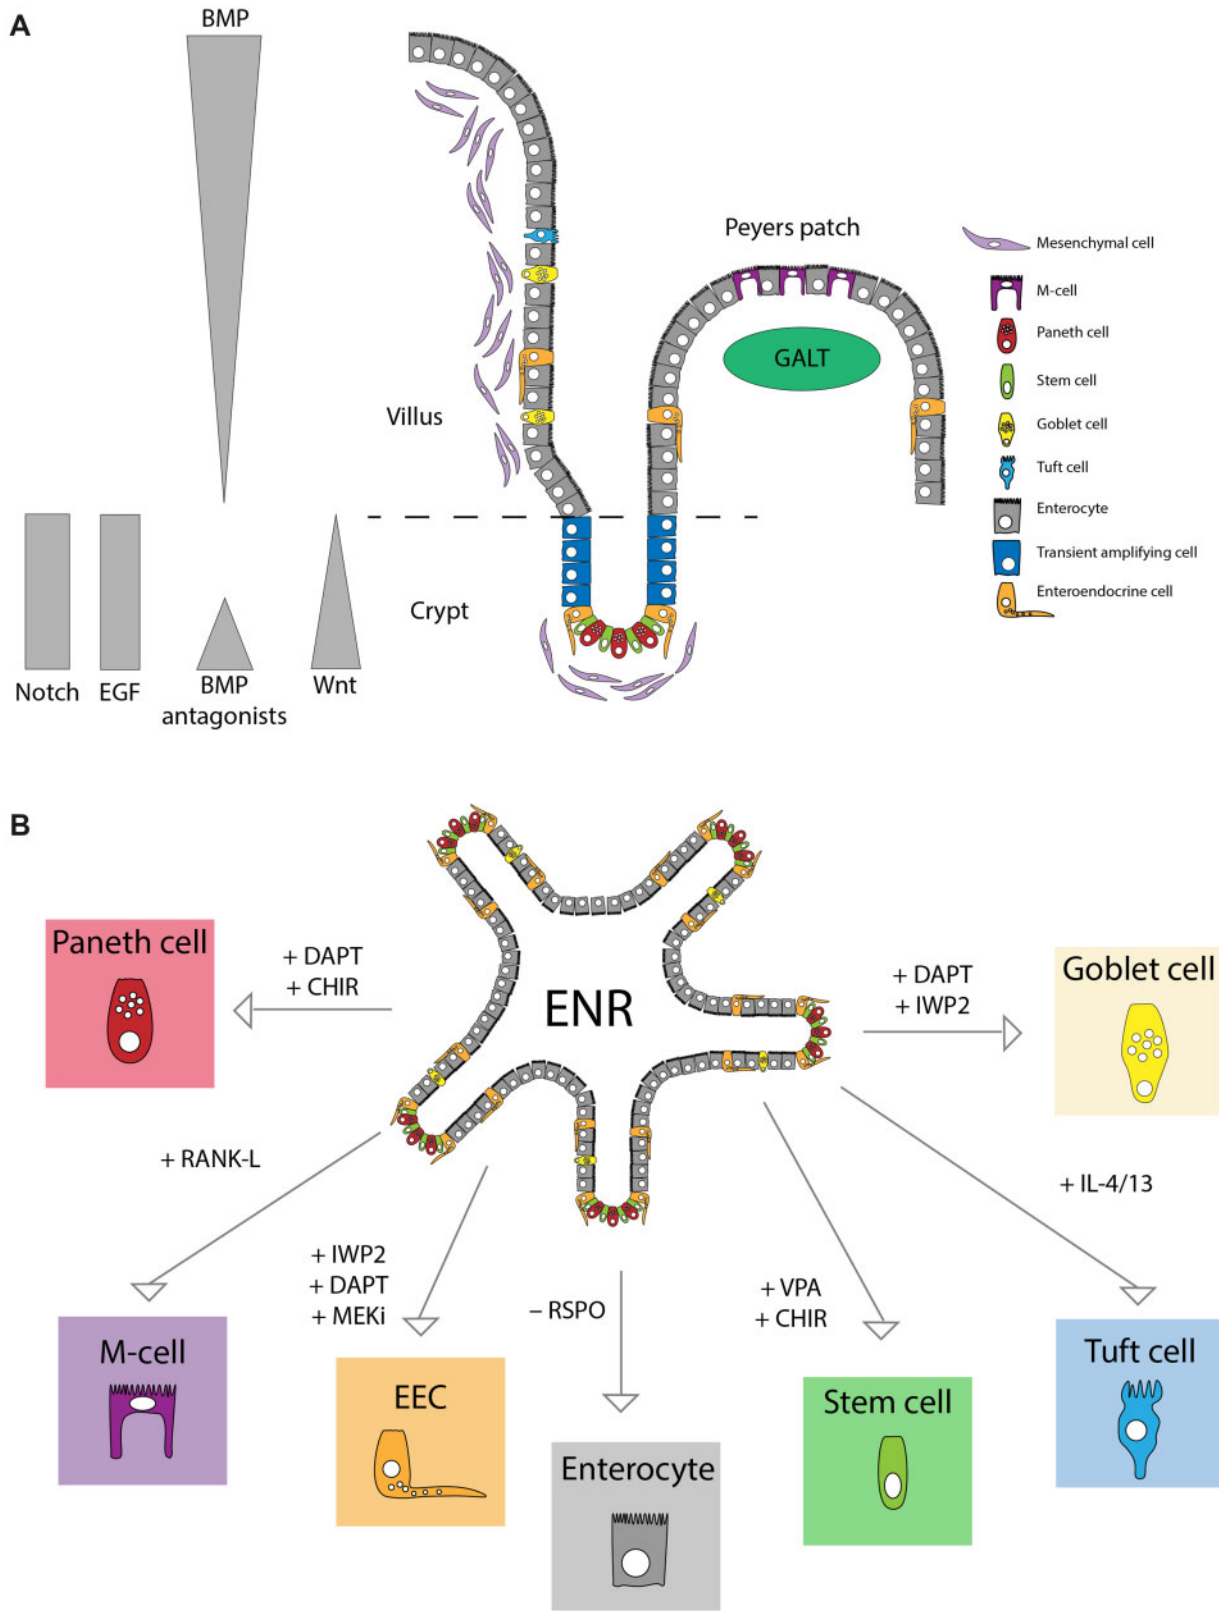 A
BMP
Peyers patch
GALT
Villus
Crypt
Notch
EGF
BMP
antagonists
Wnt
Mesenchymal cell
M-cell
Paneth cell
Stem cell
Goblet cell
Tuft cell
Enterocyte
Transient amplifying cell
Enteroendocrine cell
B
Paneth cell
+ DAPT
+ CHIR
ENR
+ DAPT
+ IWP2
Goblet cell
+ RANK-L
+ IWP2
+ DAPT
+ MEKi
– RSPO
+ VPA
+ CHIR
+ IL-4/13
M-cell
EEC
Enterocyte
Stem cell
Tuft cell